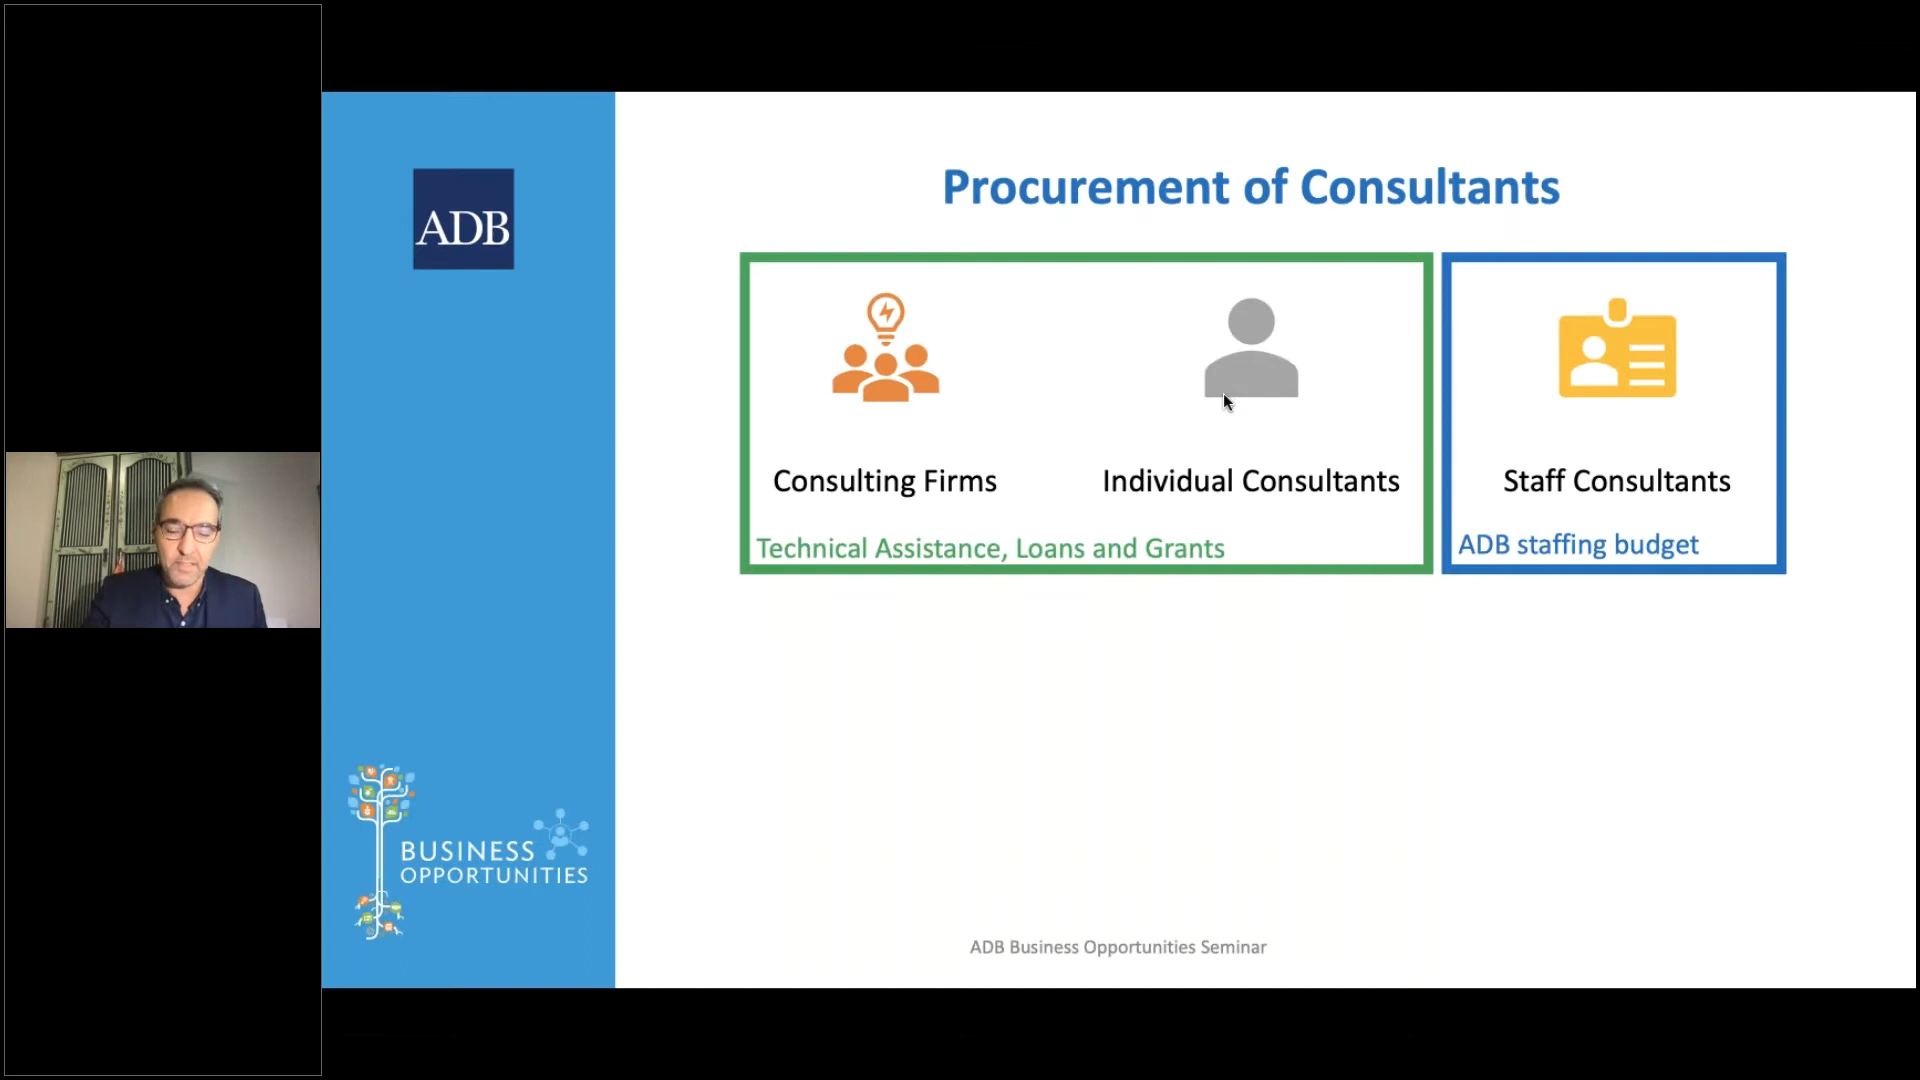 ADB
Procurement of Consultants
Consulting Firms
Individual Consultants
Technical Assistance, Loans and Grants
Staff Consultants
ADB staffing budget
BUSINESS
OPPORTUNITIES
ADB Business Opportunities Seminar